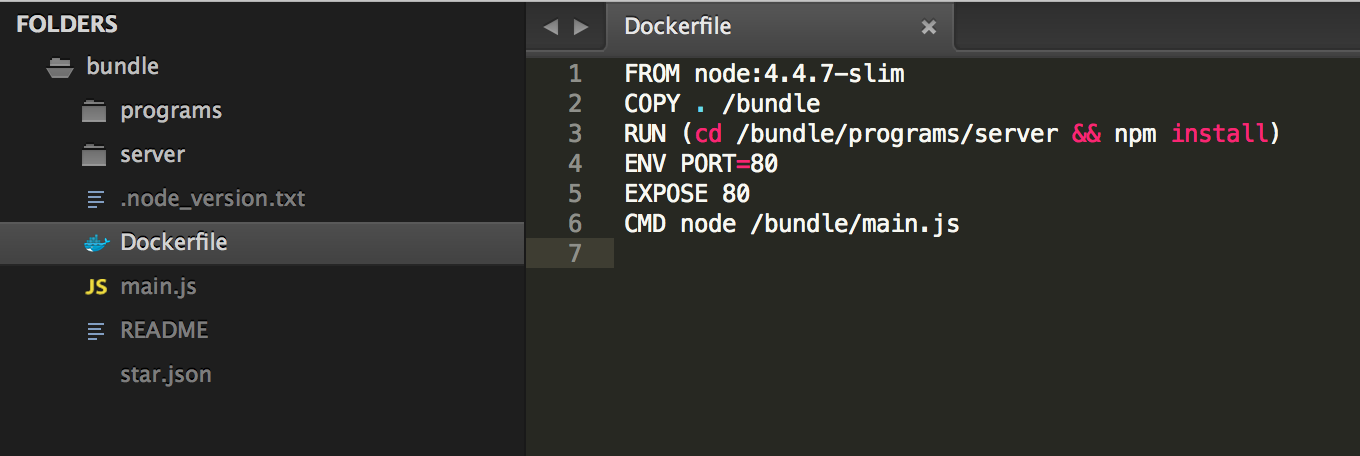 FOLDERS
bundle
programs
server
.node_version.txt
Dockerfile
JS main.js
README
star.json
Dockerfile
1 FROM node:4.4.7-slim
2 COPY . /bundle
3 RUN (cd /bundle/programs/server && npm install)
4 ENV PORT=80
5 EXPOSE 80
6 CMD node /bundle/main.js
7